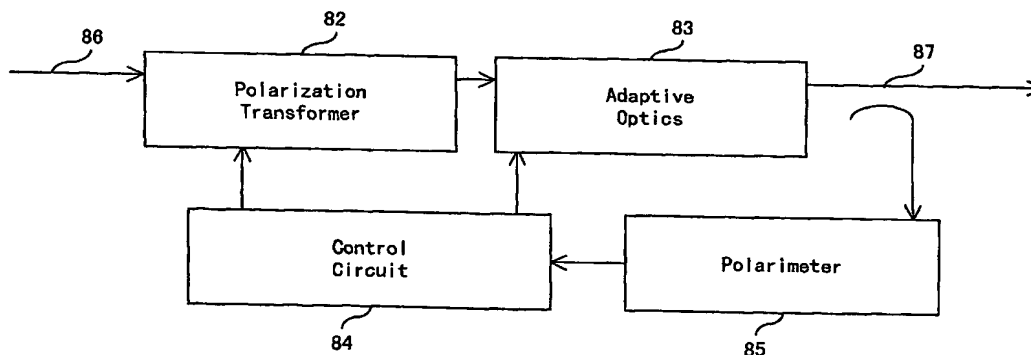 86
82
83
87
Polarization
Transformer
Adaptive
Optics
Control
Circuit
Polarimeter
84
85